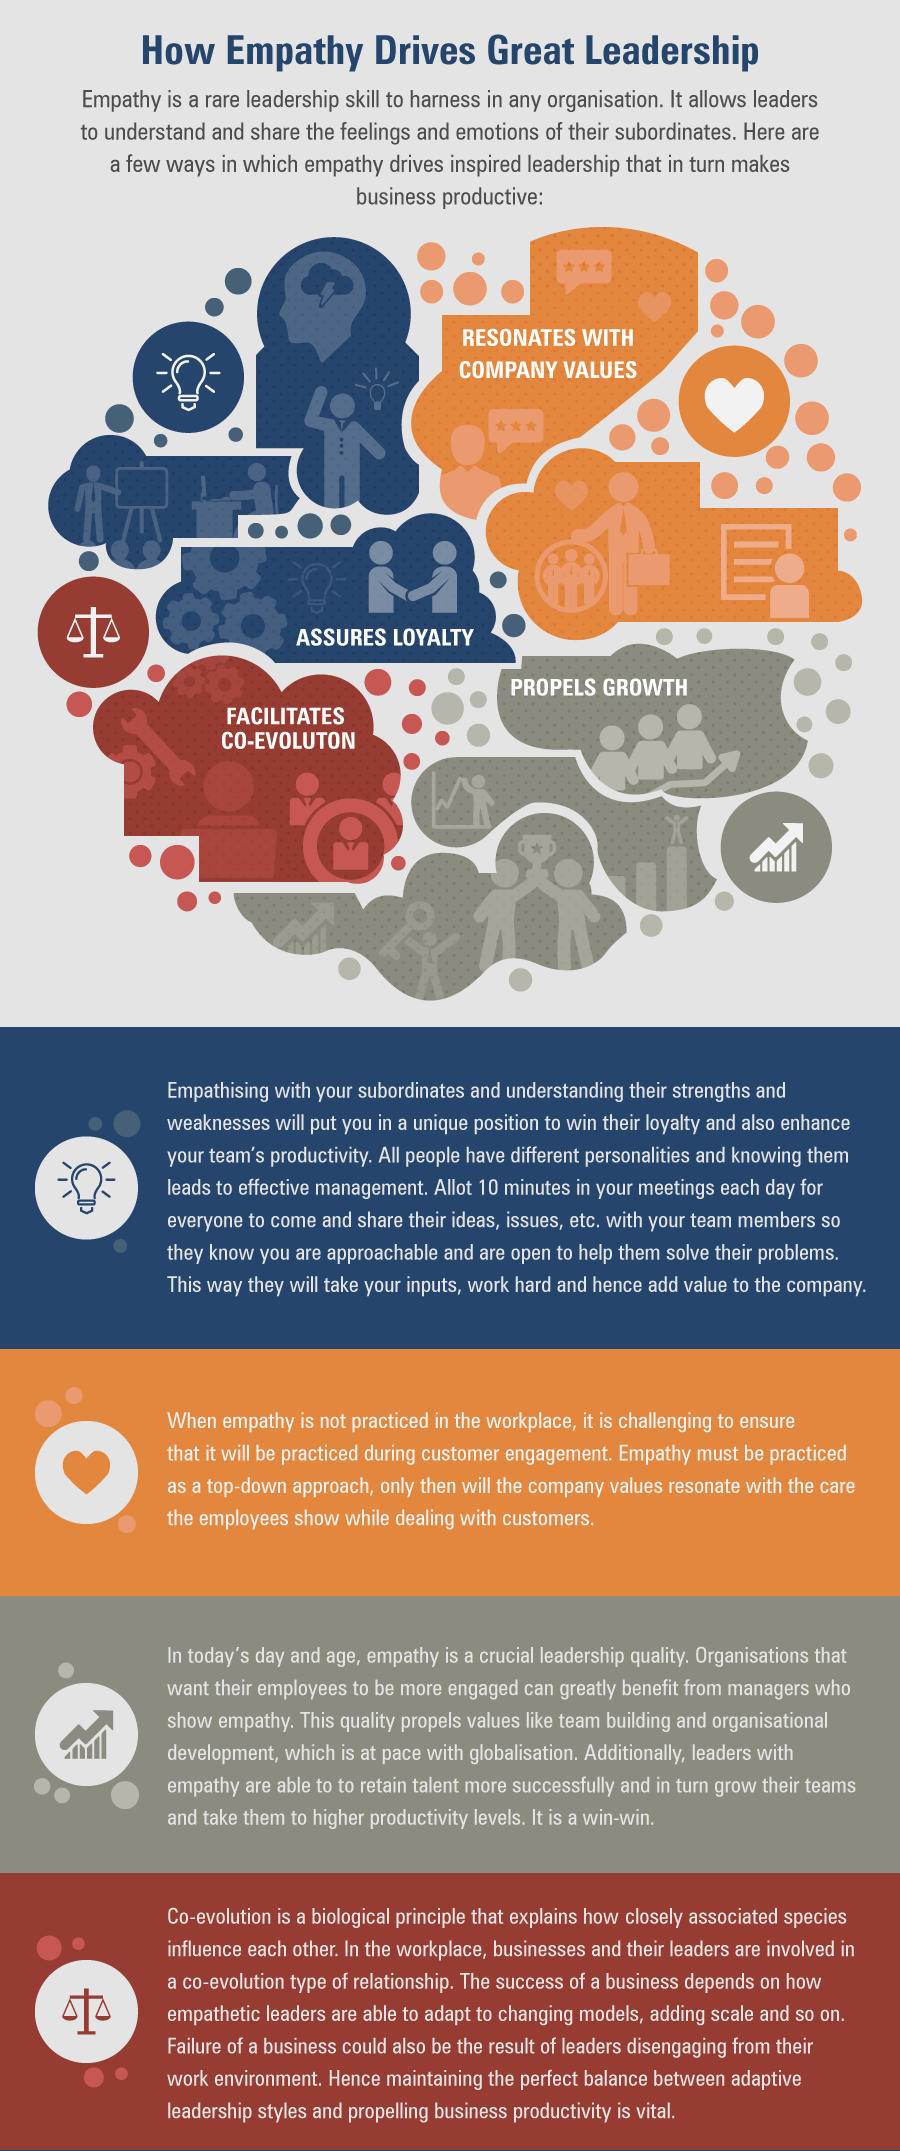 How Empathy Drives Great Leadership
Empathy is a rare leadership skill to harness in any organisation. It allows leaders
to understand and share the feelings and emotions of their subordinates. Here are
a few ways in which empathy drives inspired leadership that in turn makes
business productive:
RESONATES WITH
COMPANY VALUES
ASSURES LOYALTY
PROPELS GROWTH
FACILITATES
CO-EVOLUTON
Empathising with your subordinates and understanding their strengths and
weaknesses will put you in a unique position to win their loyalty and also enhance
your team's productivity. All people have different personalities and knowing them
leads to effective management. Allot 10 minutes in your meetings each day for
everyone to come and share their ideas, issues, etc. with your team members so
they know you are approachable and are open to help them solve their problems.
This way they will take your inputs, work hard and hence add value to the company.
When empathy is not practiced in the workplace, it is challenging to ensure
that it will be practiced during customer engagement. Empathy must be practiced
as a top-down approach, only then will the company values resonate with the care
the employees show while dealing with customers.
In today's day and age, empathy is a crucial leadership quality. Organisations that
want their employees to be more engaged can greatly benefit from managers who
show empathy. This quality propels values like team building and organisational
development, which is at pace with globalisation. Additionally, leaders with
empathy are able to to retain talent more successfully and in turn grow their teams
and take them to higher productivity levels. It is a win-win.
Co-evolution is a biological principle that explains how closely associated species
influence each other. In the workplace, businesses and their leaders are involved in
a co-evolution type of relationship. The success of a business depends on how
empathetic leaders are able to adapt to changing models, adding scale and so on.
Failure of a business could also be the result of leaders disengaging from their
work environment. Hence maintaining the perfect balance between adaptive
leadership styles and propelling business productivity is vital.